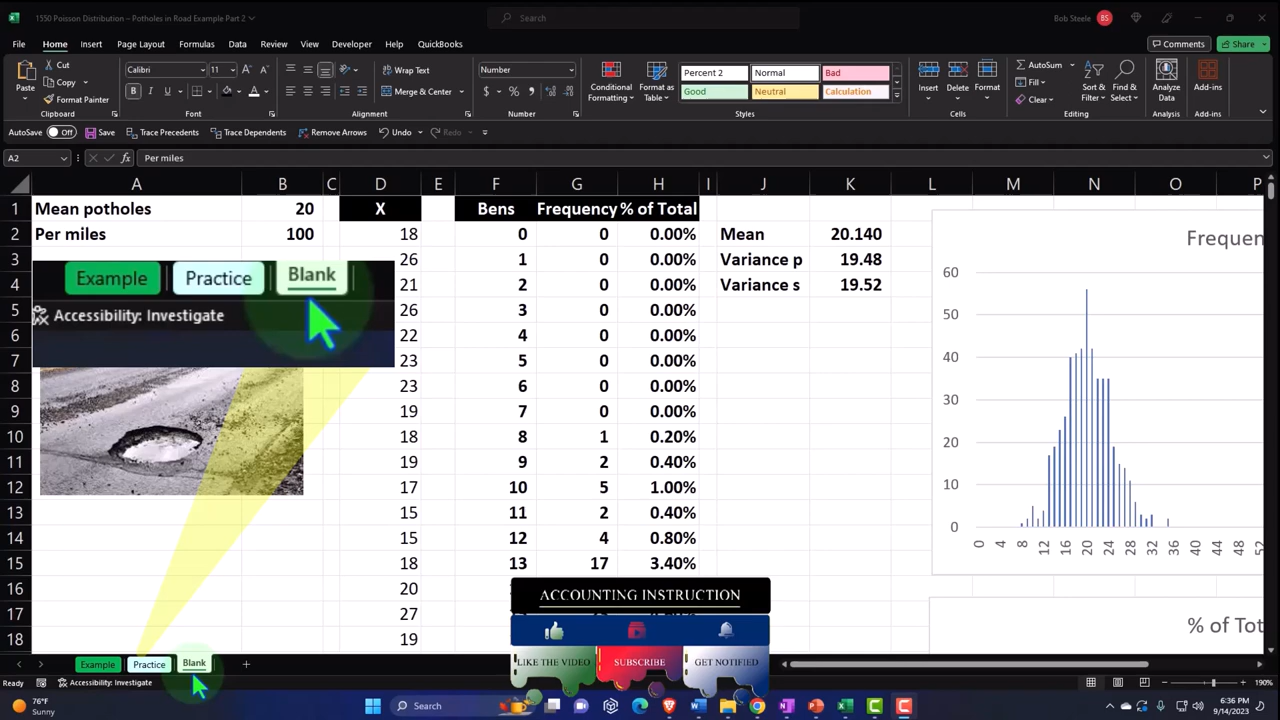 1550 Poisson Distribution – Potholes in Road Example Part 2
Search
Bob Steele BS
File Home Insert Page Layout Formulas Data Review View Developer Help QuickBooks
Comments Share
Paste Cut Copy Format Painter
Clipboard
Calibri 11
B I U
Font
Wrap Text
Merge & Center
Alignment
Number
Number
Conditional Formatting Format as Table
Percent 2 Normal Bad
Good Neutral Calculation
Styles
Insert Delete Format
Cells
AutoSum Fill Clear
Sort & Filter Find & Select
Editing
Analyze Data
Analysis
Add-ins
Add-ins
AutoSave Off Save Trace Precedents Trace Dependents Remove Arrows Undo Redo
A2 fx Per miles
A B C D E F G H I J K L M N O P
1 Mean potholes 20 X Bens Frequency % of Total
2 Per miles 100 18 0 0 0.00% Mean 20.140
3 26 1 0 0.00% Variance p 19.48
4 21 2 0 0.00% Variance s 19.52
5 26 3 0 0.00%
6 22 4 0 0.00%
7 23 5 0 0.00%
8 23 6 0 0.00%
9 19 7 0 0.00%
10 18 8 1 0.20%
11 19 9 2 0.40%
12 17 10 5 1.00%
13 15 11 2 0.40%
14 15 12 4 0.80%
15 15 13 17 3.40%
16 20
17 27
18 19
Example Practice Blank
Accessibility: Investigate
Frequen
60
50
40
30
20
10
0
0 4 8 12 16 20 24 28 32 36 40 44 48 52
% of Tot
ACCOUNTING INSTRUCTION
LIKE THE VIDEO SUBSCRIBE GET NOTIFIED
Example Practice Blank +
Ready Accessibility: Investigate 190%
76°F
Sunny
Search
6:36 PM
9/14/2023